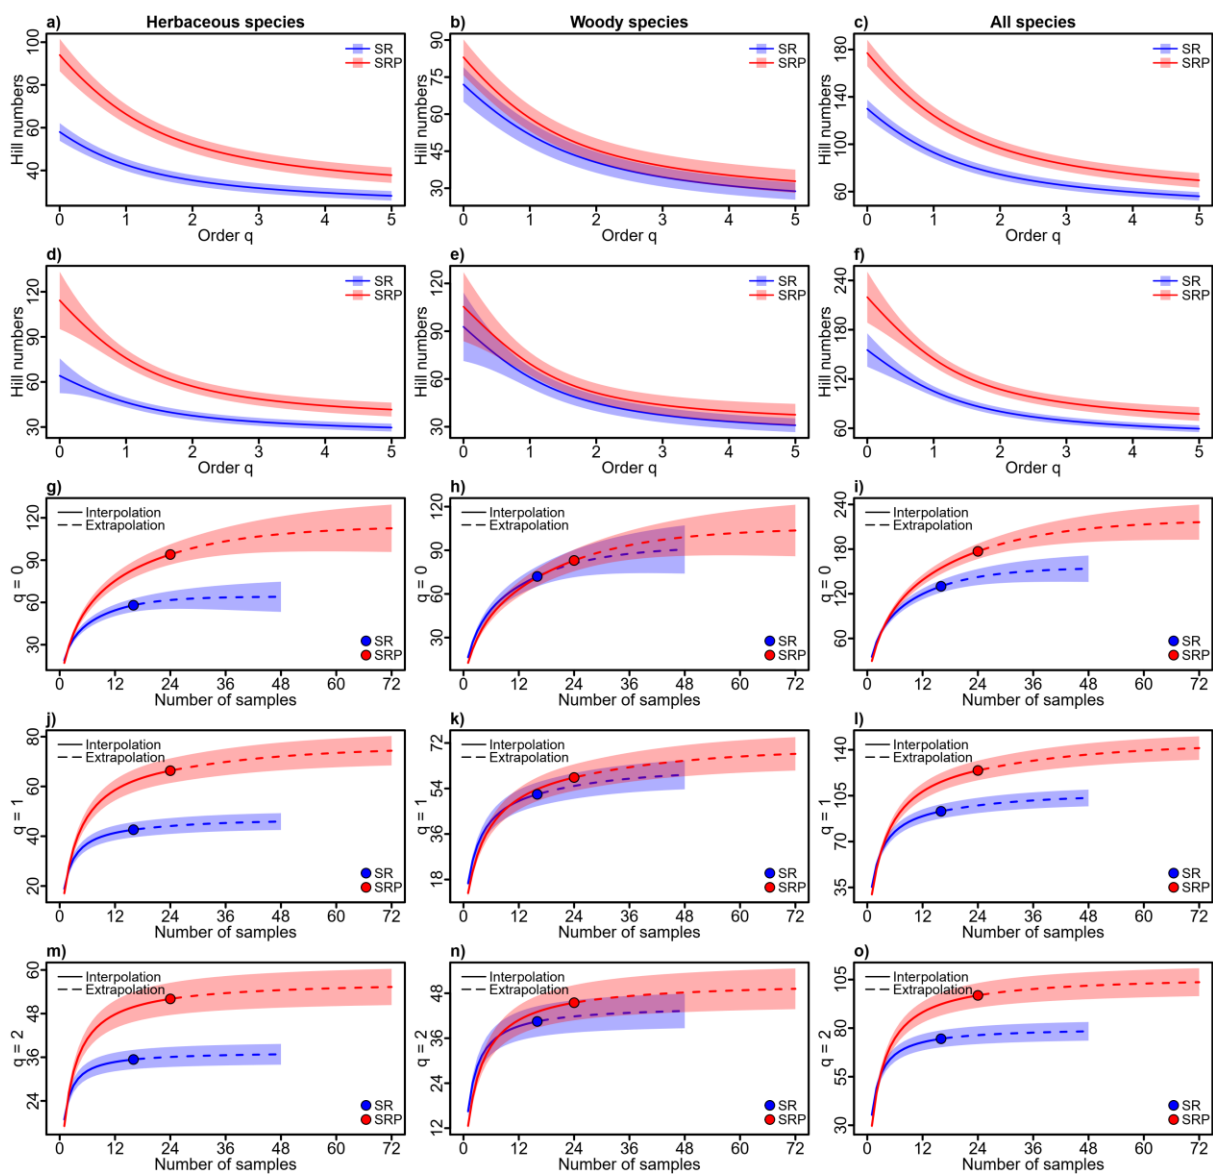 a) Herbaceous species
b) Woody species
c) All species
Hill numbers
100
80
60
40
SR
SRP
0 1 2 3 4 5
Order q
Hill numbers
90
75
60
45
30
SR
SRP
0 1 2 3 4 5
Order q
Hill numbers
180
140
100
60
SR
SRP
0 1 2 3 4 5
Order q
d)
Hill numbers
120
90
60
30
SR
SRP
0 1 2 3 4 5
Order q
e)
Hill numbers
120
90
60
30
SR
SRP
0 1 2 3 4 5
Order q
f)
Hill numbers
240
180
120
60
SR
SRP
0 1 2 3 4 5
Order q
g)
q = 0
120
90
60
30
Interpolation
Extrapolation
SR
SRP
0 12 24 36 48 60 72
Number of samples
h)
q = 0
120
90
60
30
Interpolation
Extrapolation
SR
SRP
0 12 24 36 48 60 72
Number of samples
i)
q = 0
240
180
120
60
Interpolation
Extrapolation
SR
SRP
0 12 24 36 48 60 72
Number of samples
j)
q = 1
80
60
40
20
Interpolation
Extrapolation
SR
SRP
0 12 24 36 48 60 72
Number of samples
k)
q = 1
72
54
36
18
Interpolation
Extrapolation
SR
SRP
0 12 24 36 48 60 72
Number of samples
l)
q = 1
140
105
70
35
Interpolation
Extrapolation
SR
SRP
0 12 24 36 48 60 72
Number of samples
m)
q = 2
60
48
36
24
Interpolation
Extrapolation
SR
SRP
0 12 24 36 48 60 72
Number of samples
n)
q = 2
48
36
24
12
Interpolation
Extrapolation
SR
SRP
0 12 24 36 48 60 72
Number of samples
o)
q = 2
105
80
55
30
Interpolation
Extrapolation
SR
SRP
0 12 24 36 48 60 72
Number of samples